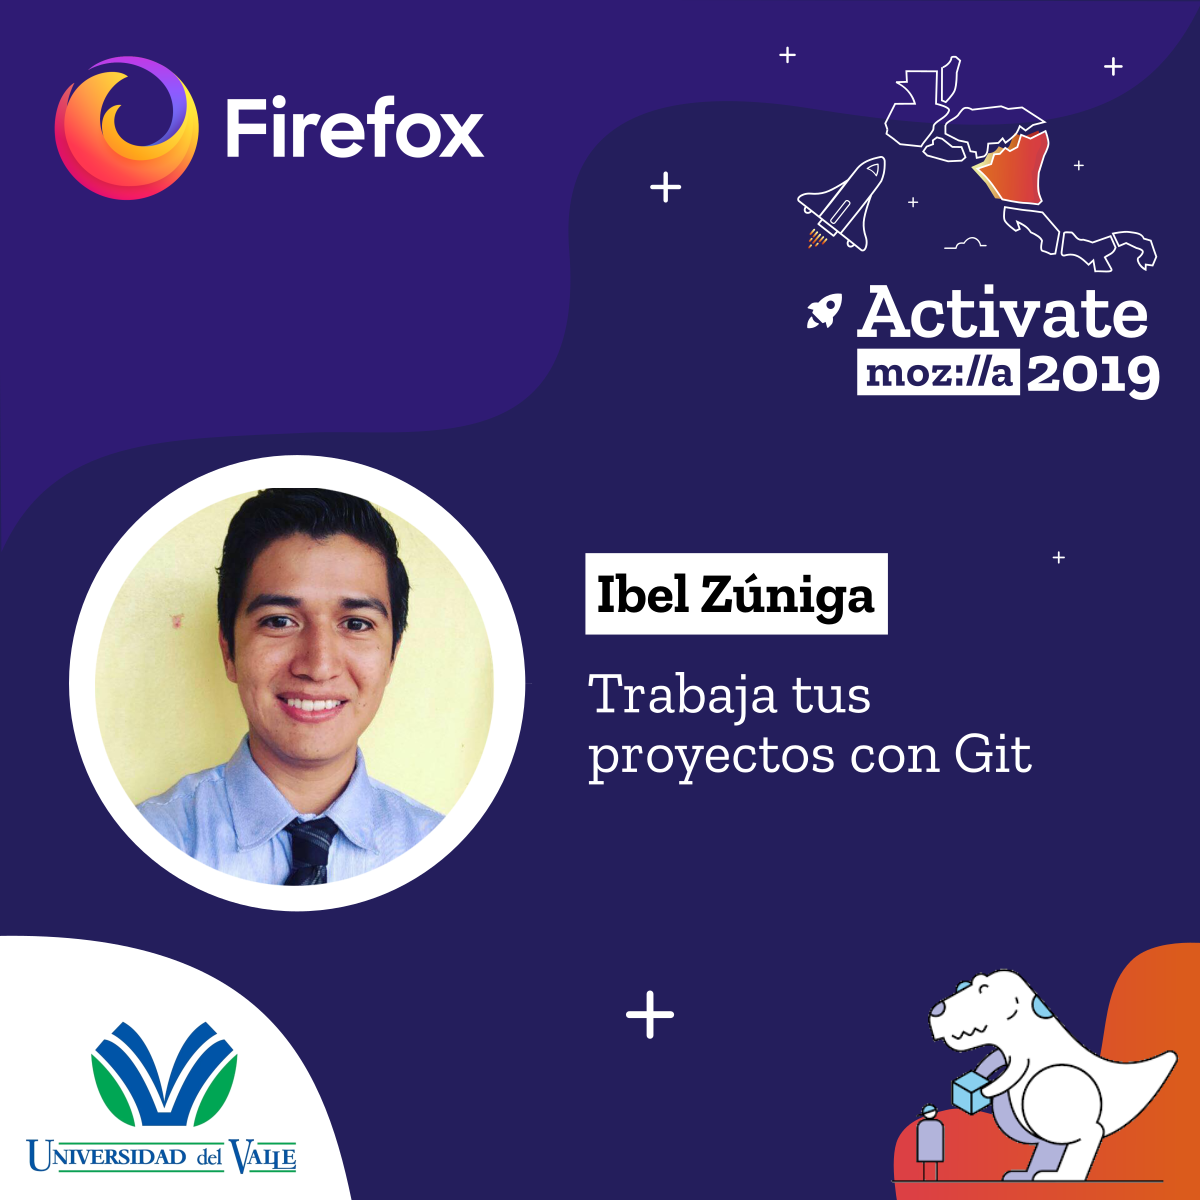 Firefox
Activate
moz://a 2019
Ibel Zúniga
Trabaja tus
proyectos con Git
UNIVERSIDAD del VALLE